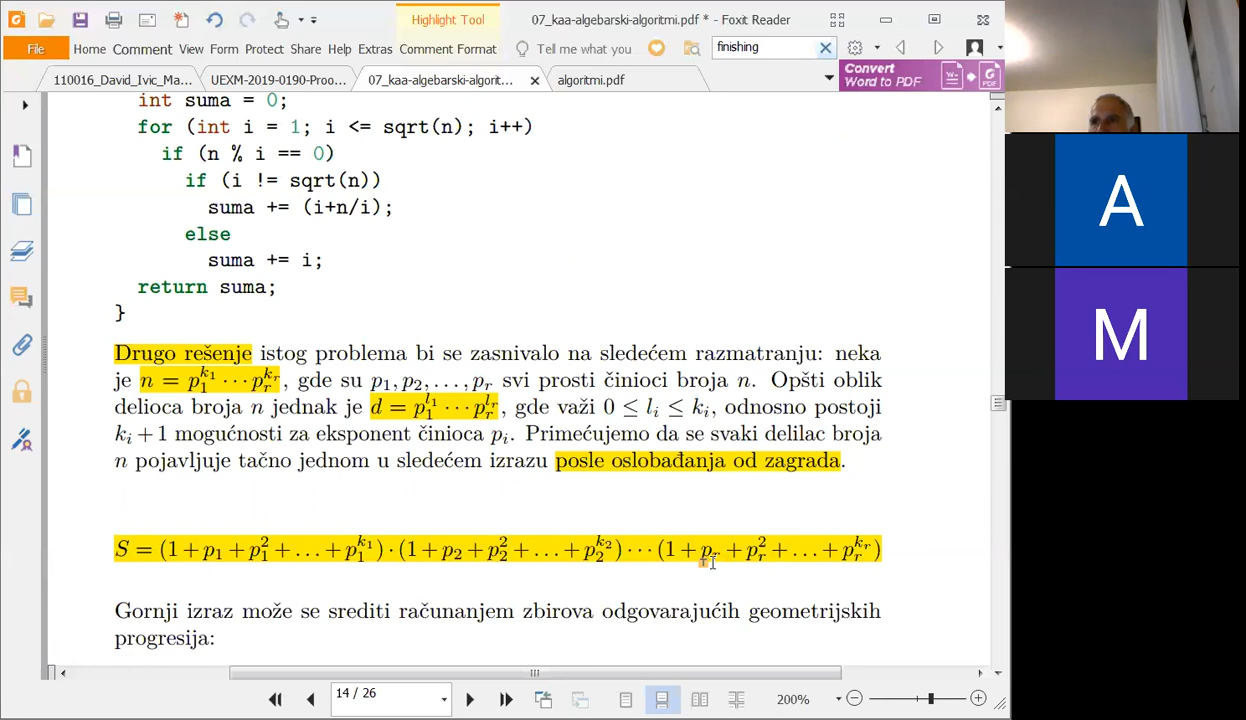 Highlight Tool
07_kaa-algebarski-algoritmi.pdf * - Foxit Reader
File Home Comment View Form Protect Share Help Extras Comment Format Tell me what you finishing
110016_David_Ivic_Ma... UEXM-2019-0190-Proo... 07_kaa-algebarski-algorit... algoritmi.pdf Convert Word to PDF
int suma = 0;
for (int i = 1; i <= sqrt(n); i++)
if (n % i == 0)
if (i != sqrt(n))
suma += (i+n/i);
else
suma += i;
return suma;
}
Drugo rešenje istog problema bi se zasnivalo na sledećem razmatranju: neka
je n = p₁^{k₁} ··· pᵣ^{kᵣ}, gde su p₁, p₂, ..., pᵣ svi prosti činioci broja n. Opšti oblik
delioca broja n jednak je d = p₁^{l₁} ··· pᵣ^{lᵣ}, gde važi 0 ≤ lᵢ ≤ kᵢ, odnosno postoji
kᵢ + 1 mogućnosti za eksponent činioca pᵢ. Primećujemo da se svaki delilac broja
n pojavljuje tačno jednom u sledećem izrazu posle oslobađanja od zagrada.
S = (1 + p₁ + p₁² + ... + p₁^{k₁}) · (1 + p₂ + p₂² + ... + p₂^{k₂}) ··· (1 + pᵣ + pᵣ² + ... + pᵣ^{kᵣ})
Gornji izraz može se srediti računanjem zbirova odgovarajućih geometrijskih
progresija:
14 / 26
200%
A
M